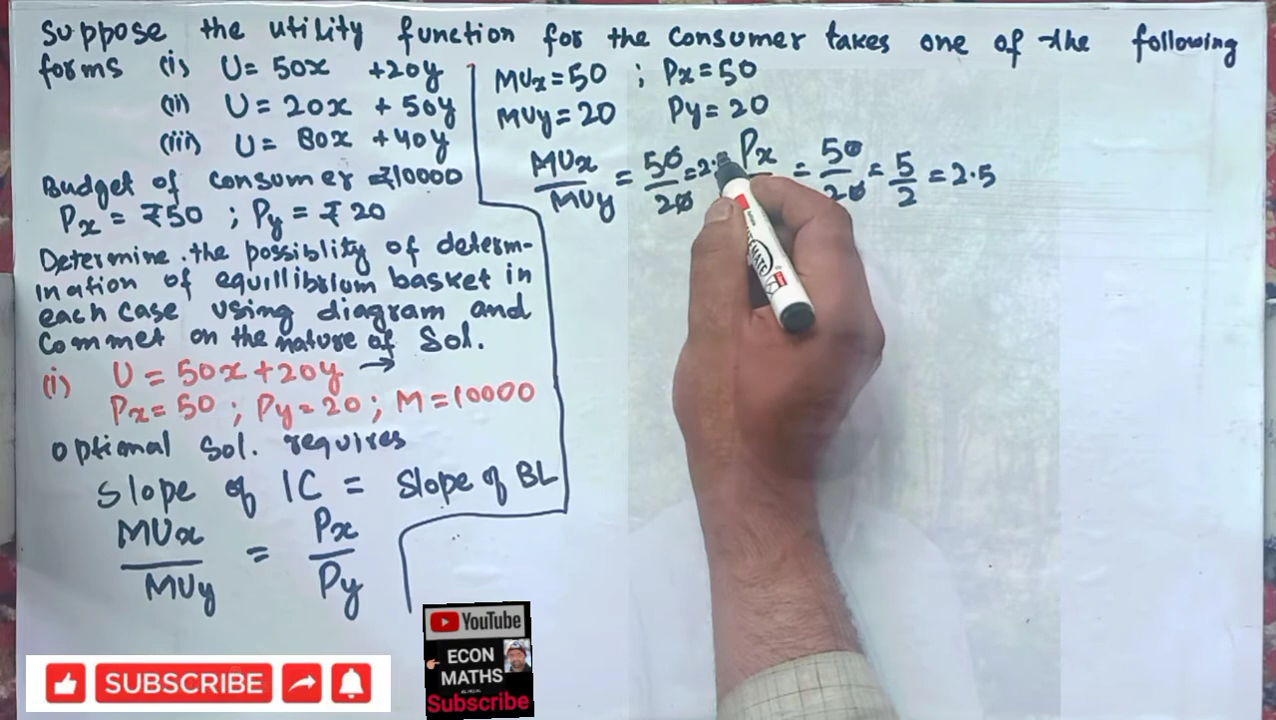 Suppose the utility function for the consumer takes one of the following
forms (i) U = 50x + 20y
(ii) U = 20x + 50y
(iii) U = 80x + 40y
Budget of consumer = ₹10000
Px = ₹50 ; Py = ₹20
Determine the possiblity of determ-
ination of equillibrium basket in
each case using diagram and
Commet on the nature of Sol.
(i) U = 50x + 20y →
Px = 50 ; Py = 20 ; M = 10000
Optimal Sol. requires
Slope of IC = Slope of BL
MUx / MUy = Px / Py
MUx = 50 ; Px = 50
MUy = 20 Py = 20
MUx / MUy = 50 / 20 = 2. Px = 50 / 20 = 5 / 2 = 2.5
YouTube
ECON
MATHS
Subscribe
SUBSCRIBE